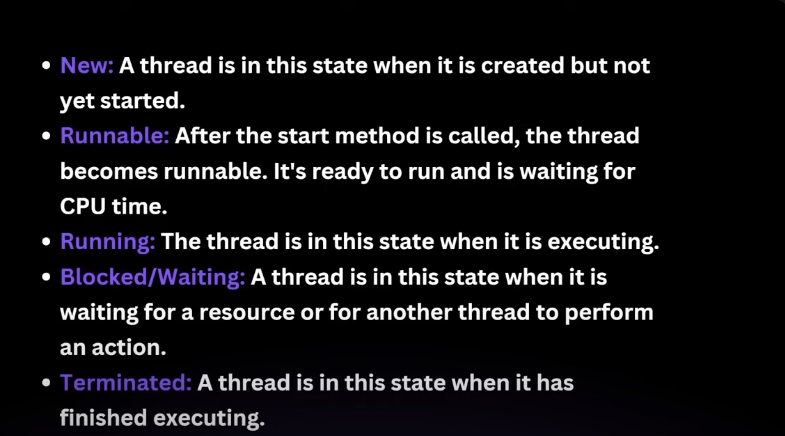 • New: A thread is in this state when it is created but not
yet started.
• Runnable: After the start method is called, the thread
becomes runnable. It's ready to run and is waiting for
CPU time.
• Running: The thread is in this state when it is executing.
• Blocked/Waiting: A thread is in this state when it is
waiting for a resource or for another thread to perform
an action.
• Terminated: A thread is in this state when it has
finished executing.